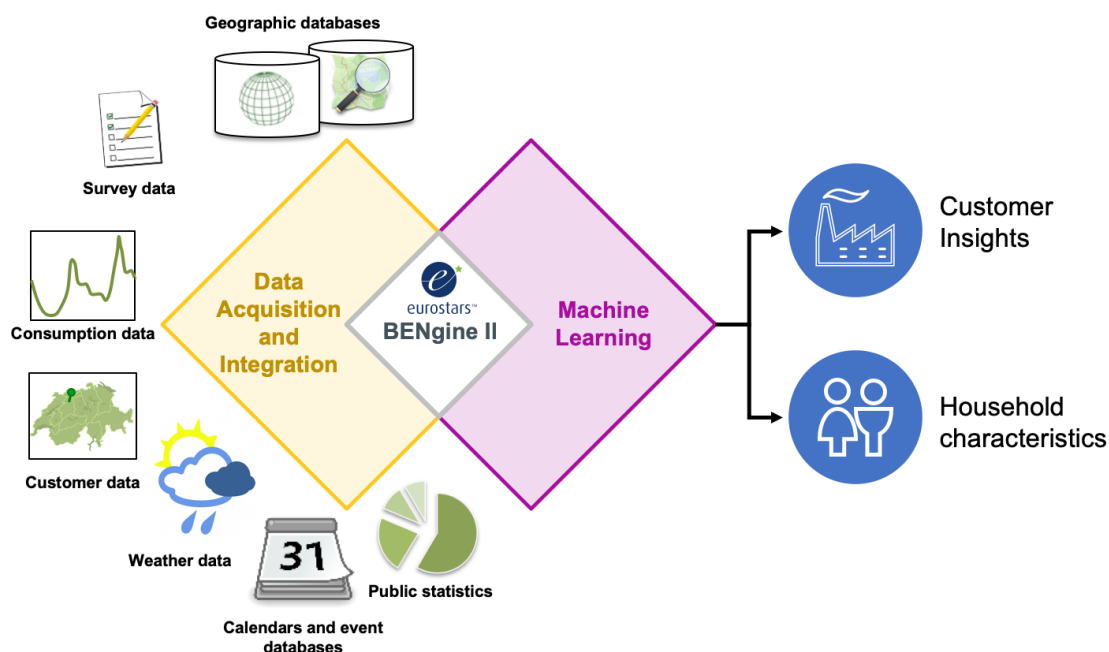 Geographic databases
Survey data
Consumption data
Customer data
Weather data
31
Calendars and event
databases
Public statistics
Data
Acquisition
and
Integration
e
eurostars™
BENgine II
Machine
Learning
Customer
Insights
Household
characteristics